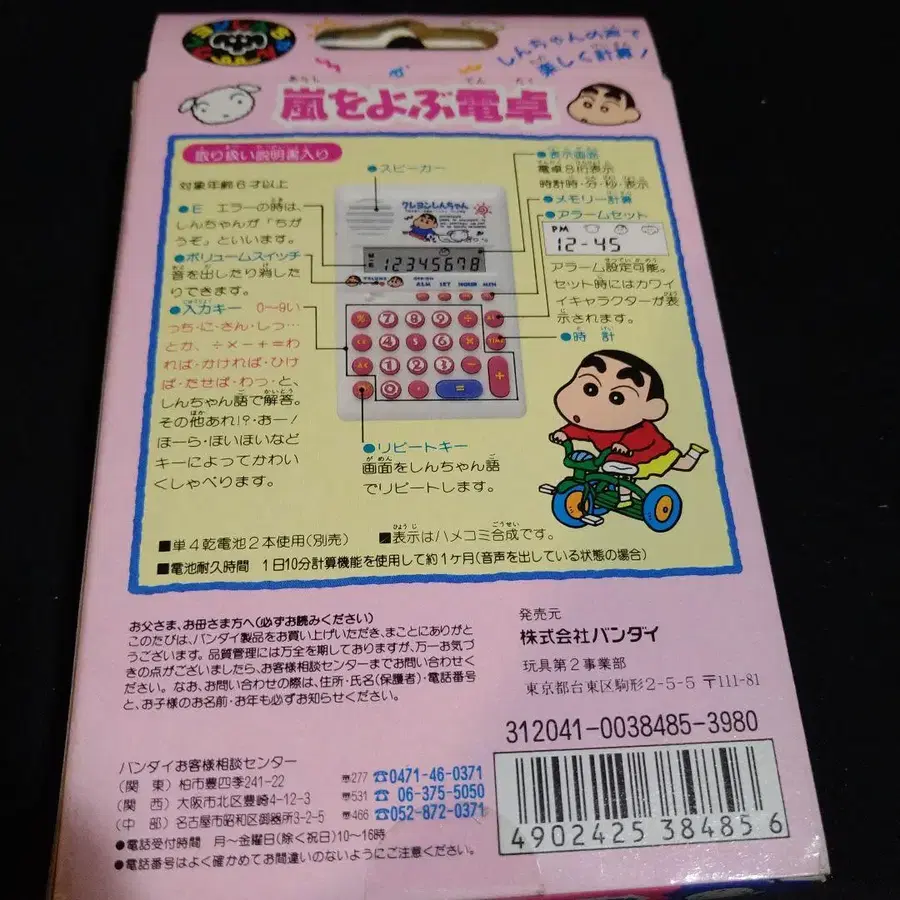 しんちゃんの声で
楽しく計算!
あらし でん たく
嵐をよぶ電卓
取り扱い説明書入り
対象年齢6才以上
●E エラーの時は、
しんちゃんが「ちが
うぞ」といいます。
●ボリュームスイッチ
音を出したり消した
りできます。
●入力キー 0〜9い
っち・に・さん・しっ…
とか、÷×−+=わ
れば・かければ・ひけ
ば・たせば・わっ・と、
しんちゃん語で解答。
その他あれ!?・おー!
ほーら・ほいほいなど
キーによってかわい
くしゃべります。
●スピーカー
クレヨンしんちゃん
12345678
ALM SET HOUR MIN
% 7 8 9 ÷
4 5 6 × TIME
1 2 3 − +
0 · =
●リピートキー
画面をしんちゃん語
でリピートします。
●表示画面
電卓8桁表示
時計時・分・秒・表示
●メモリー計算
●アラームセット
PM
12-45
アラーム設定可能。
セット時にはカワイ
イキャラクターが表
示されます。
●時計
■単4乾電池2本使用(別売)
■表示はハメコミ合成です。
■電池耐久時間 1日10分計算機能を使用して約1ヶ月(音声を出している状態の場合)
お父さま、お母さま方へ(必ずお読みください)
このたびは、バンダイ製品をお買い上げいただき、まことにありがと
うございます。品質管理には万全を期しておりますが、万一お気づ
きの点がございましたら、お客様相談センターまでお問い合わせく
ださい。なお、お問い合わせの際は、住所・氏名(保護者)・電話番号
と、お子様のお名前・お年も必ずお知らせください。
発売元
株式会社バンダイ
玩具第2事業部
東京都台東区駒形2-5-5 〒111-81
312041-0038485-3980
4902425 384856
バンダイお客様相談センター
(関 東) 柏市豊四季241-22 〠277 ☎0471-46-0371
(関 西) 大阪市北区豊崎4-12-3 〠531 ☎06-375-5050
(中 部) 名古屋市昭和区御器所3-2-5 〠466 ☎052-872-0371
●電話受付時間 月〜金曜日(除く祝日)10〜16時
●電話番号はよく確かめてお間違いのないようにご注意ください。